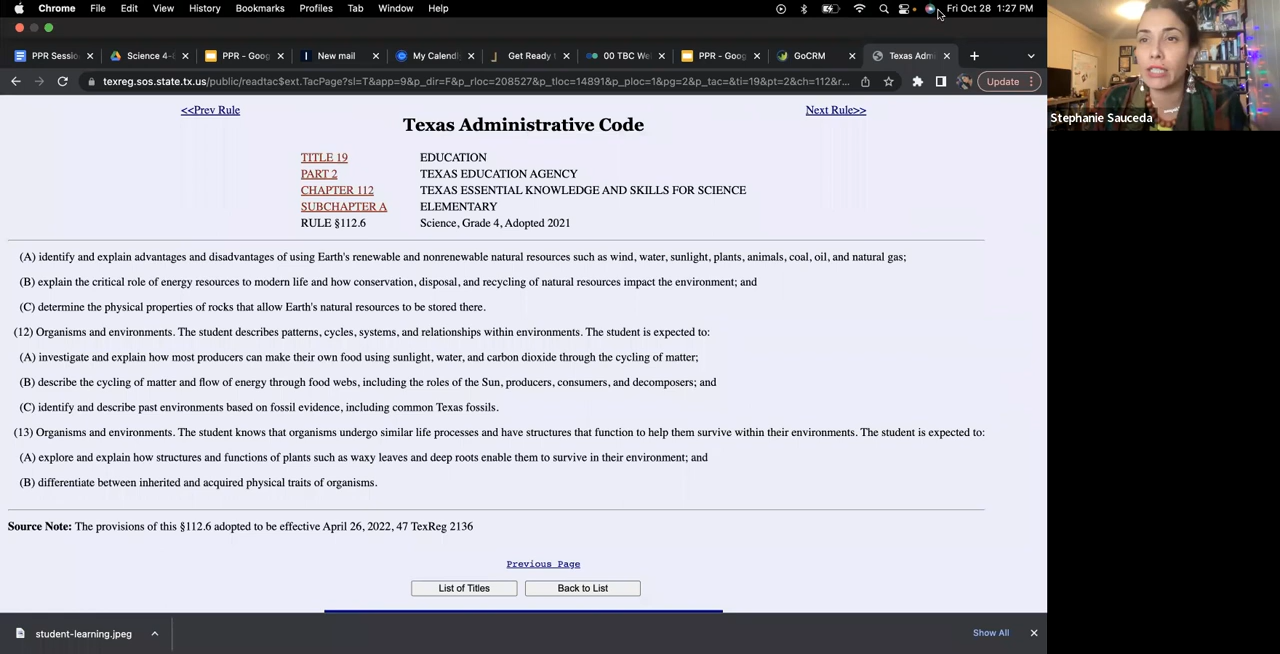 Chrome File Edit View History Bookmarks Profiles Tab Window Help Fri Oct 28 1:27 PM
PPR Sessi Science 4- PPR - Goog New mail My Calend Get Ready 00 TBC We PPR - Goog GoCRM Texas Adm
texreg.sos.state.tx.us/public/readtac$ext.TacPage?sl=T&app=9&p_dir=F&p_rloc=208527&p_tloc=14891&p_ploc=1&pg=2&p_tac=&ti=19&pt=2&ch=112&r... Update
<<Prev Rule Next Rule>>
Texas Administrative Code
TITLE 19 EDUCATION
PART 2 TEXAS EDUCATION AGENCY
CHAPTER 112 TEXAS ESSENTIAL KNOWLEDGE AND SKILLS FOR SCIENCE
SUBCHAPTER A ELEMENTARY
RULE §112.6 Science, Grade 4, Adopted 2021
(A) identify and explain advantages and disadvantages of using Earth's renewable and nonrenewable natural resources such as wind, water, sunlight, plants, animals, coal, oil, and natural gas;
(B) explain the critical role of energy resources to modern life and how conservation, disposal, and recycling of natural resources impact the environment; and
(C) determine the physical properties of rocks that allow Earth's natural resources to be stored there.
(12) Organisms and environments. The student describes patterns, cycles, systems, and relationships within environments. The student is expected to:
(A) investigate and explain how most producers can make their own food using sunlight, water, and carbon dioxide through the cycling of matter;
(B) describe the cycling of matter and flow of energy through food webs, including the roles of the Sun, producers, consumers, and decomposers; and
(C) identify and describe past environments based on fossil evidence, including common Texas fossils.
(13) Organisms and environments. The student knows that organisms undergo similar life processes and have structures that function to help them survive within their environments. The student is expected to:
(A) explore and explain how structures and functions of plants such as waxy leaves and deep roots enable them to survive in their environment; and
(B) differentiate between inherited and acquired physical traits of organisms.
Source Note: The provisions of this §112.6 adopted to be effective April 26, 2022, 47 TexReg 2136
Previous Page
List of Titles Back to List
student-learning.jpeg Show All
Stephanie Sauceda